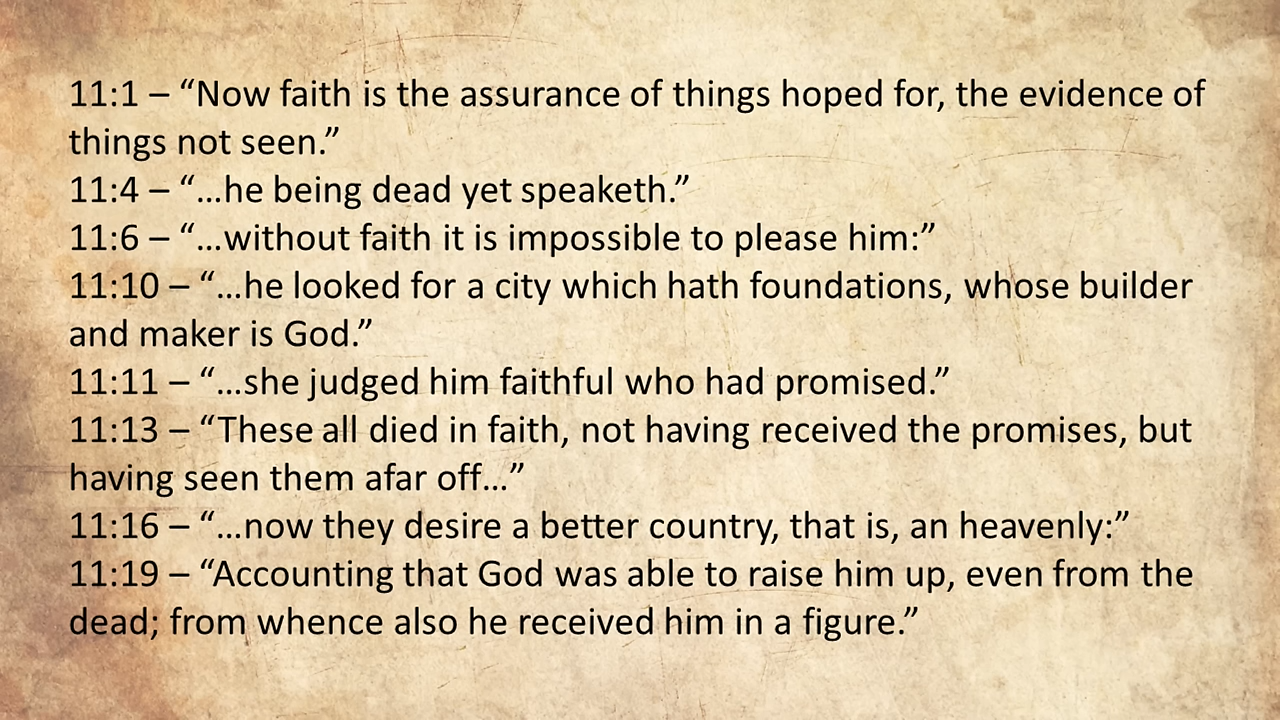 11:1 – “Now faith is the assurance of things hoped for, the evidence of
things not seen.”
11:4 – “…he being dead yet speaketh.”
11:6 – “…without faith it is impossible to please him:”
11:10 – “…he looked for a city which hath foundations, whose builder
and maker is God.”
11:11 – “…she judged him faithful who had promised.”
11:13 – “These all died in faith, not having received the promises, but
having seen them afar off…”
11:16 – “…now they desire a better country, that is, an heavenly:”
11:19 – “Accounting that God was able to raise him up, even from the
dead; from whence also he received him in a figure.”